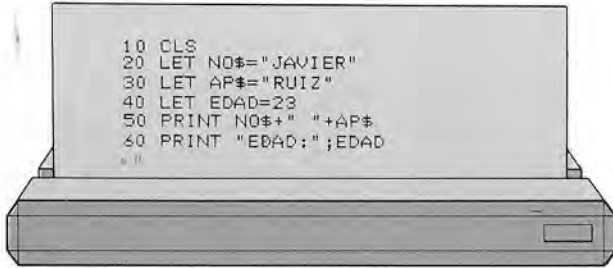 10 CLS
20 LET NO$="JAVIER"
30 LET AP$="RUIZ"
40 LET EDAD=23
50 PRINT NO$+" "+AP$
60 PRINT "EDAD:";EDAD